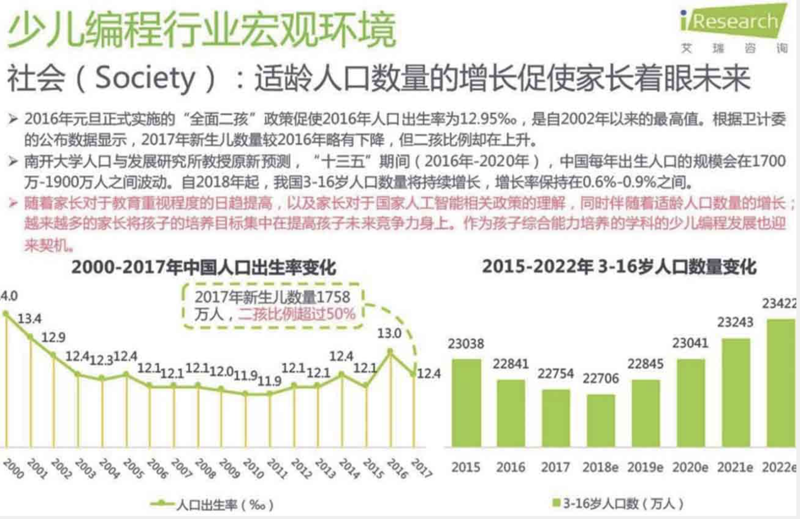 少儿编程行业宏观环境
iResearch
艾 瑞 咨 询
社会（Society）：适龄人口数量的增长促使家长着眼未来
➢ 2016年元旦正式实施的“全面二孩”政策促使2016年人口出生率为12.95‰，是自2002年以来的最高值。根据卫计委
的公布数据显示，2017年新生儿数量较2016年略有下降，但二孩比例却在上升。
➢ 南开大学人口与发展研究所教授原新预测，“十三五”期间（2016年-2020年），中国每年出生人口的规模会在1700
万-1900万人之间波动。自2018年起，我国3-16岁人口数量将持续增长，增长率保持在0.6%-0.9%之间。
➢ 随着家长对于教育重视程度的日趋提高，以及家长对于国家人工智能相关政策的理解，同时伴随着适龄人口数量的增长；
越来越多的家长将孩子的培养目标集中在提高孩子未来竞争力身上。作为孩子综合能力培养的学科的少儿编程发展也迎
来契机。
2000-2017年中国人口出生率变化
2017年新生儿数量1758
万人，二孩比例超过50%
4.0 13.4 12.9 12.4 12.3 12.4 12.1 12.1 12.1 12.0 11.9 11.9 12.1 12.1 12.4 12.1 13.0 12.4
2000 2001 2002 2003 2004 2005 2006 2007 2008 2009 2010 2011 2012 2013 2014 2015 2016 2017
人口出生率（‰）
2015-2022年 3-16岁人口数量变化
23038 22841 22754 22706 22845 23041 23243 23422
2015 2016 2017 2018e 2019e 2020e 2021e 2022e
3-16岁人口数（万人）